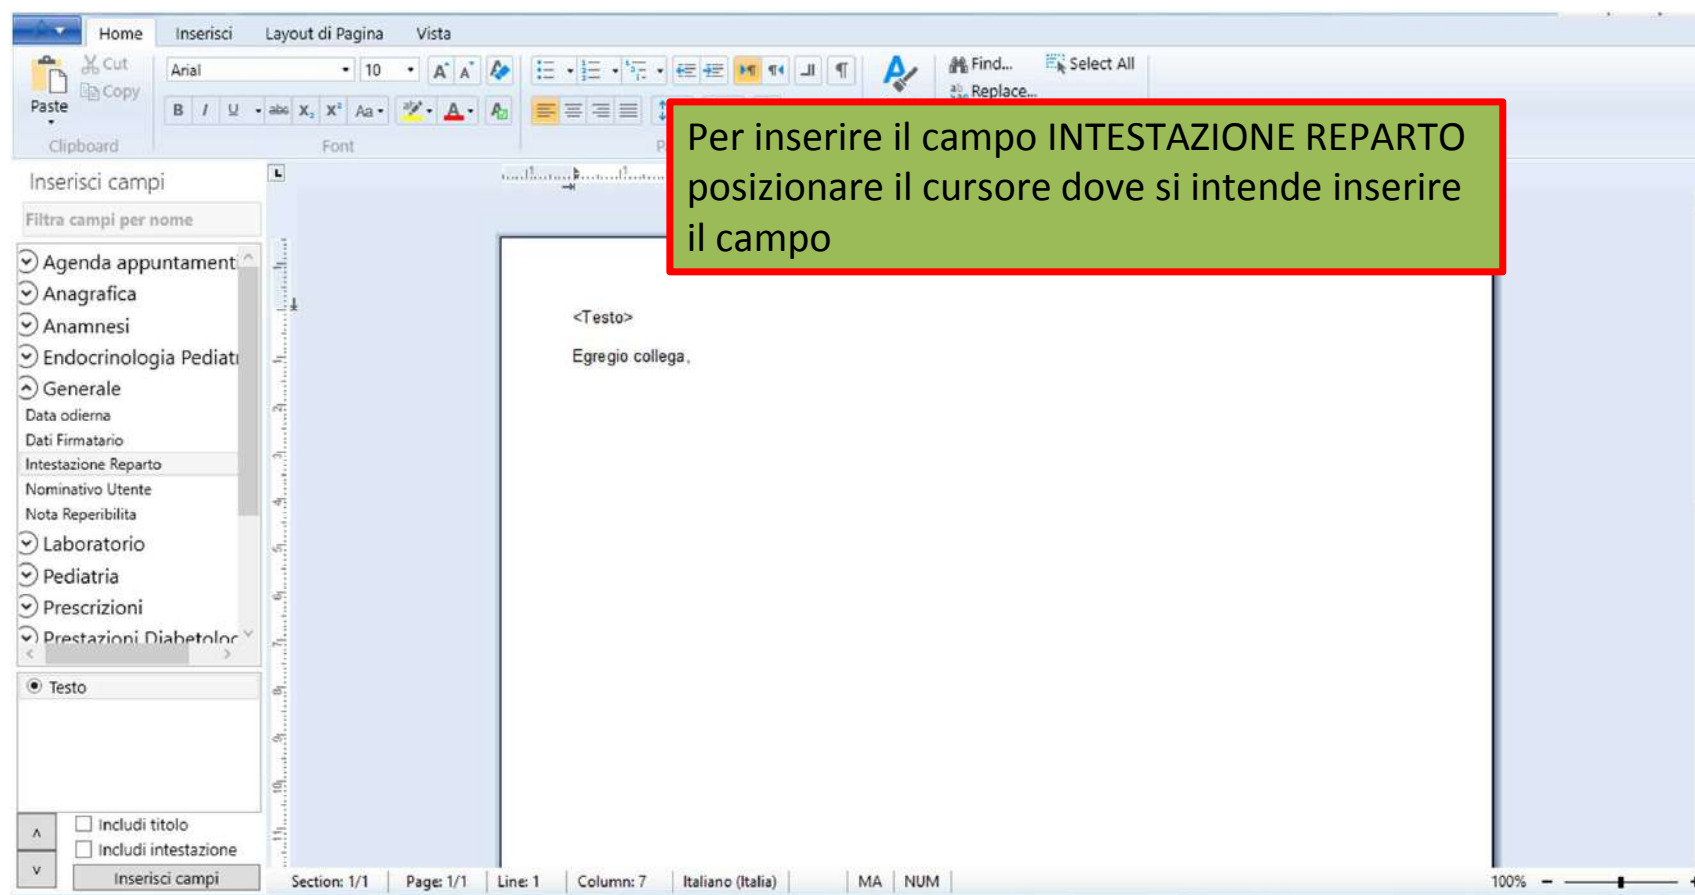 Home Inserisci Layout di Pagina Vista
Cut
Copy
Paste
Clipboard
Arial 10
Font
Find...
Replace...
Select All
Per inserire il campo INTESTAZIONE REPARTO
posizionare il cursore dove si intende inserire
il campo
Inserisci campi
Filtra campi per nome
Agenda appuntament
Anagrafica
Anamnesi
Endocrinologia Pediat
Generale
Data odierna
Dati Firmatario
Intestazione Reparto
Nominativo Utente
Nota Reperibilita
Laboratorio
Pediatria
Prescrizioni
Prestazioni Diabetolog
Testo
Includi titolo
Includi intestazione
Inserisci campi
<Testo>
Egregio collega,
Section: 1/1 Page: 1/1 Line: 1 Column: 7 Italiano (Italia) MA NUM 100%